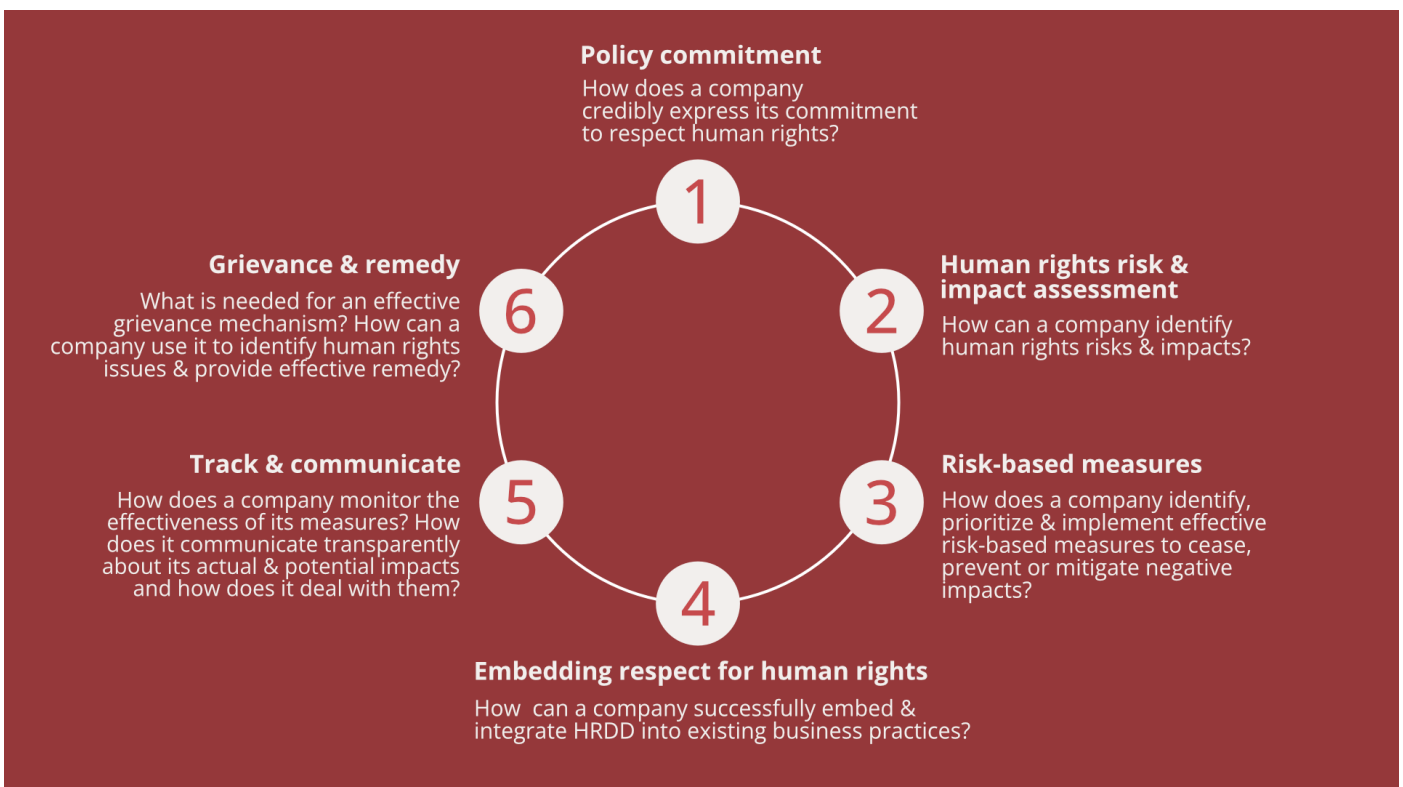 Policy commitment
How does a company
credibly express its commitment
to respect human rights?
1
Human rights risk &
impact assessment
How can a company identify
human rights risks & impacts?
2
Risk-based measures
How does a company identify,
prioritize & implement effective
risk-based measures to cease,
prevent or mitigate negative
impacts?
3
4
Embedding respect for human rights
How  can a company successfully embed &
integrate HRDD into existing business practices?
Track & communicate
How does a company monitor the
effectiveness of its measures? How
does it communicate transparently
about its actual & potential impacts
and how does it deal with them?
5
Grievance & remedy
What is needed for an effective
grievance mechanism? How can a
company use it to identify human rights
issues & provide effective remedy?
6